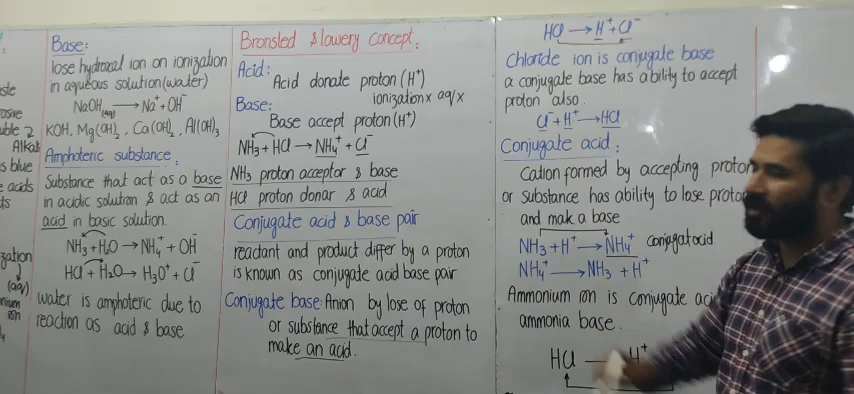 Base:
lose hydroxal ion on ionization
in aqueous solution(water)
NaOH(aq) → Na⁺ + OH⁻
KOH, Mg(OH)₂, Ca(OH)₂, Al(OH)₃
Amphoteric substance:
Substance that act as a base
in acidic solution & act as an
acid in basic solution.
NH₃+H₂O → NH₄⁺ + OH⁻
HCl + H₂O → H₃O⁺ + Cl⁻
water is amphoteric due to
reaction as acid & base
Bronsted & lowery concept:
Acid:
Acid donate proton (H⁺)
ionization x aq/x
Base:
Base accept proton (H⁺)
NH₃ + HCl → NH₄⁺ + Cl⁻
NH₃ proton acceptor & base
HCl proton donar & acid
Conjugate acid & base pair
reactant and product differ by a proton
is known as conjugate acid base pair
Conjugate base: Anion by lose of proton
or substance that accept a proton to
make an acid.
HCl → H⁺ + Cl⁻
Chloride ion is conjugate base
a conjugate base has ability to accept
proton also.
Cl⁻ + H⁺ → HCl
Conjugate acid:
Cation formed by accepting proton
or Substance has ability to lose proton
and mak a base
NH₃ + H⁺ → NH₄⁺ conjagat acid
NH₄⁺ → NH₃ + H⁺
Ammonium ion is conjugate
ammonia base.
HCl H⁺